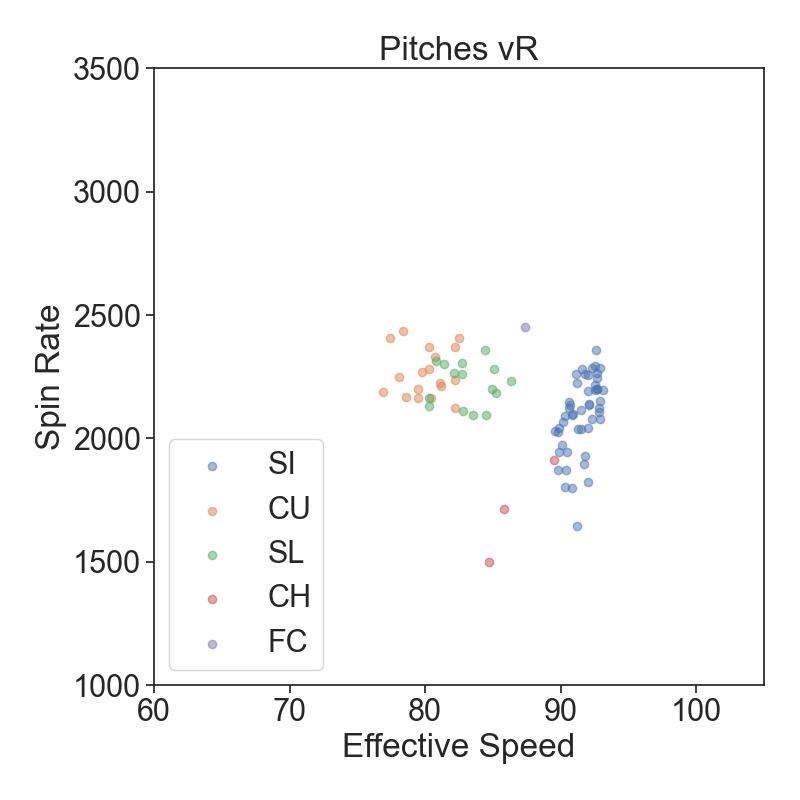 Pitches vR
3500
3000
2500
2000
1500
1000
Spin Rate
SI
CU
SL
CH
FC
60 70 80 90 100
Effective Speed